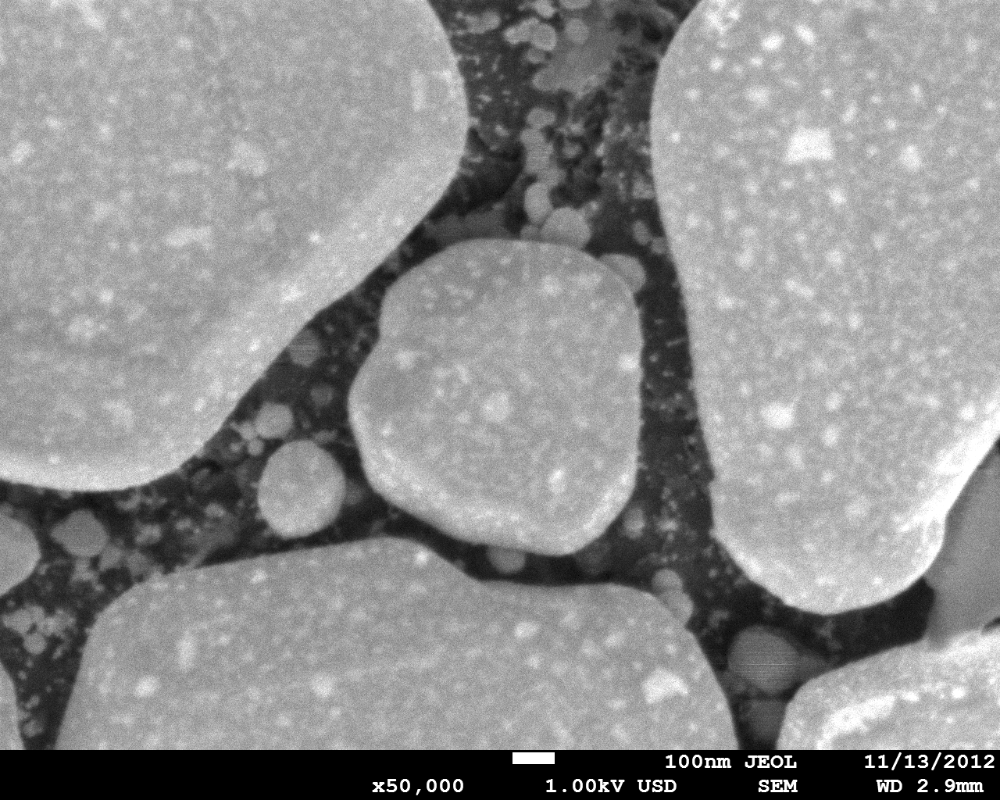 100nm JEOL 11/13/2012
x50,000 1.00kV USD SEM WD 2.9mm